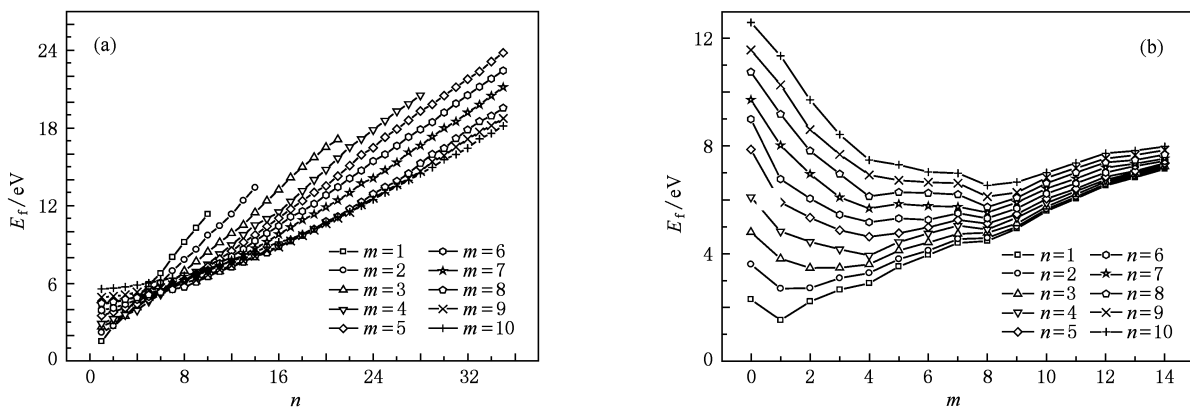 (a)
E_f / eV
24
18
12
6
0
0 8 16 24 32
n
m=1 m=6
m=2 m=7
m=3 m=8
m=4 m=9
m=5 m=10
(b)
E_f / eV
12
8
4
0
0 2 4 6 8 10 12 14
m
n=1 n=6
n=2 n=7
n=3 n=8
n=4 n=9
n=5 n=10